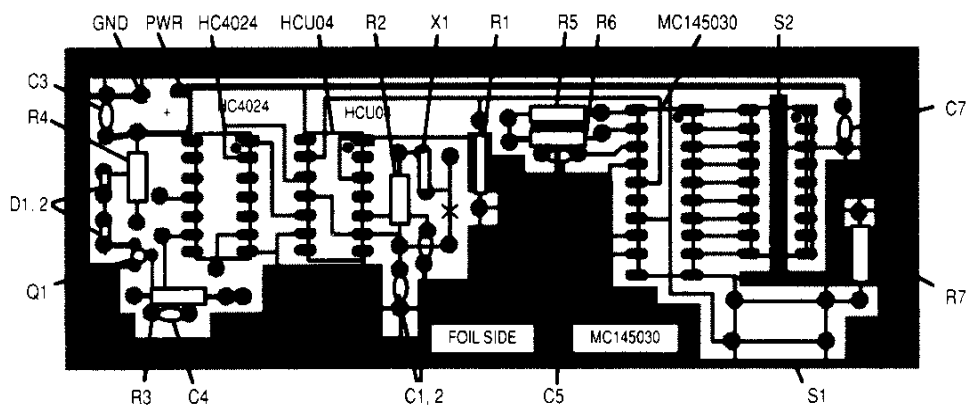 GND PWR HC4024 HCU04 R2 X1 R1 R5 R6 MC145030 S2
C3
R4
HC4024 HCU0
C7
D1, 2
Q1
R7
FOIL SIDE MC145030
R3 C4 C1, 2 C5 S1